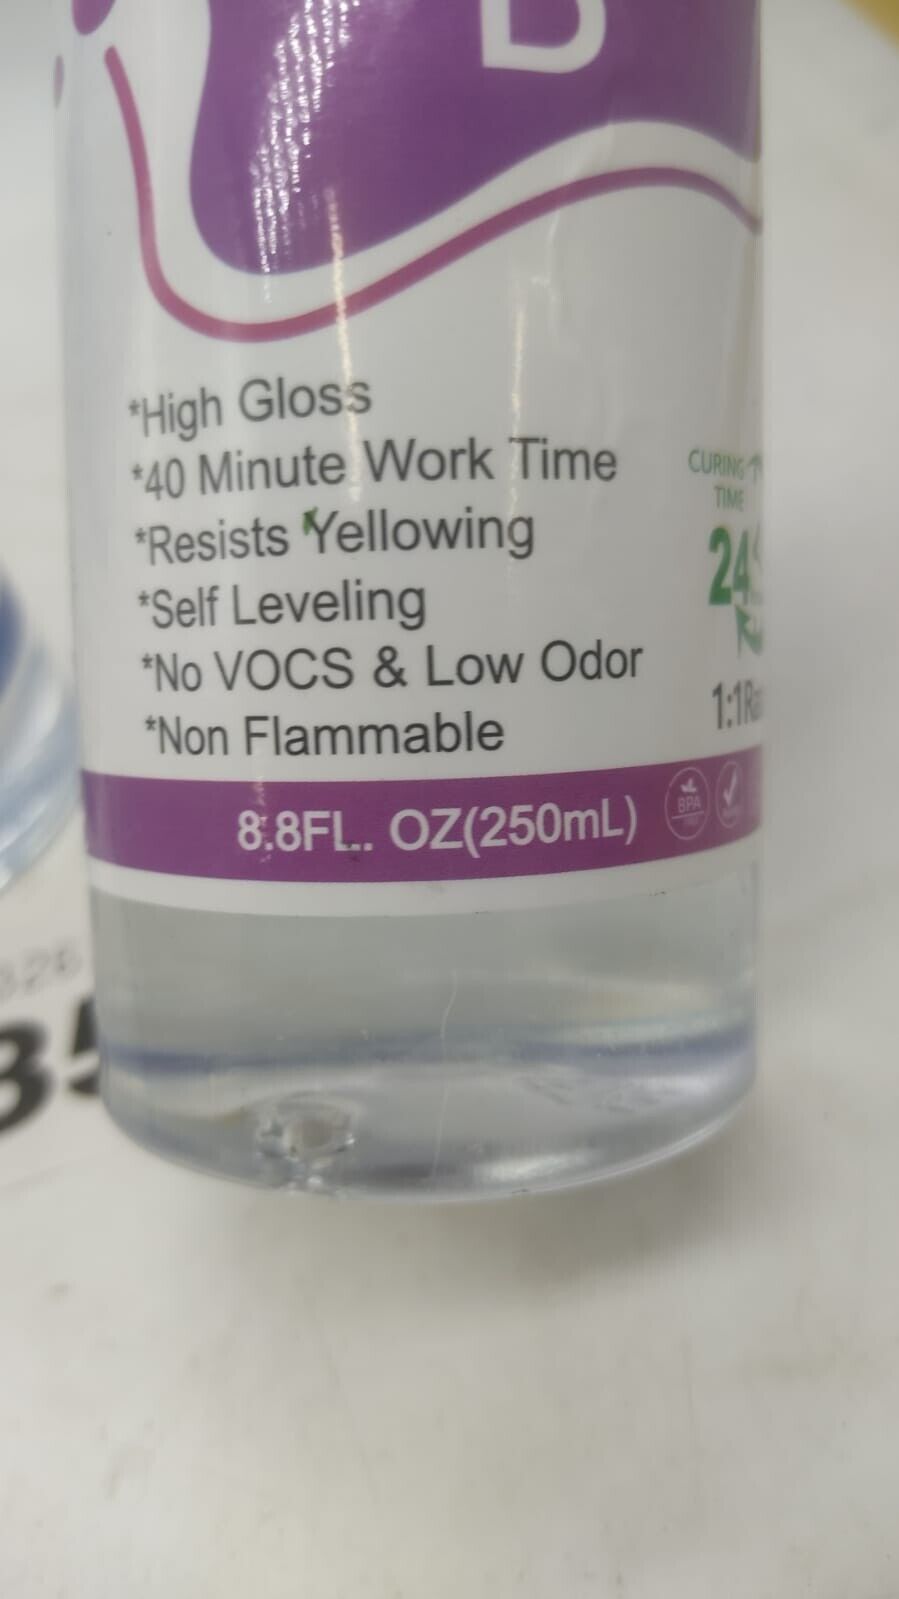 B
*High Gloss
*40 Minute Work Time
*Resists Yellowing
*Self Leveling
*No VOCS & Low Odor
*Non Flammable
CURING
TIME
24
1:1
8.8FL.. OZ(250mL)
BPA